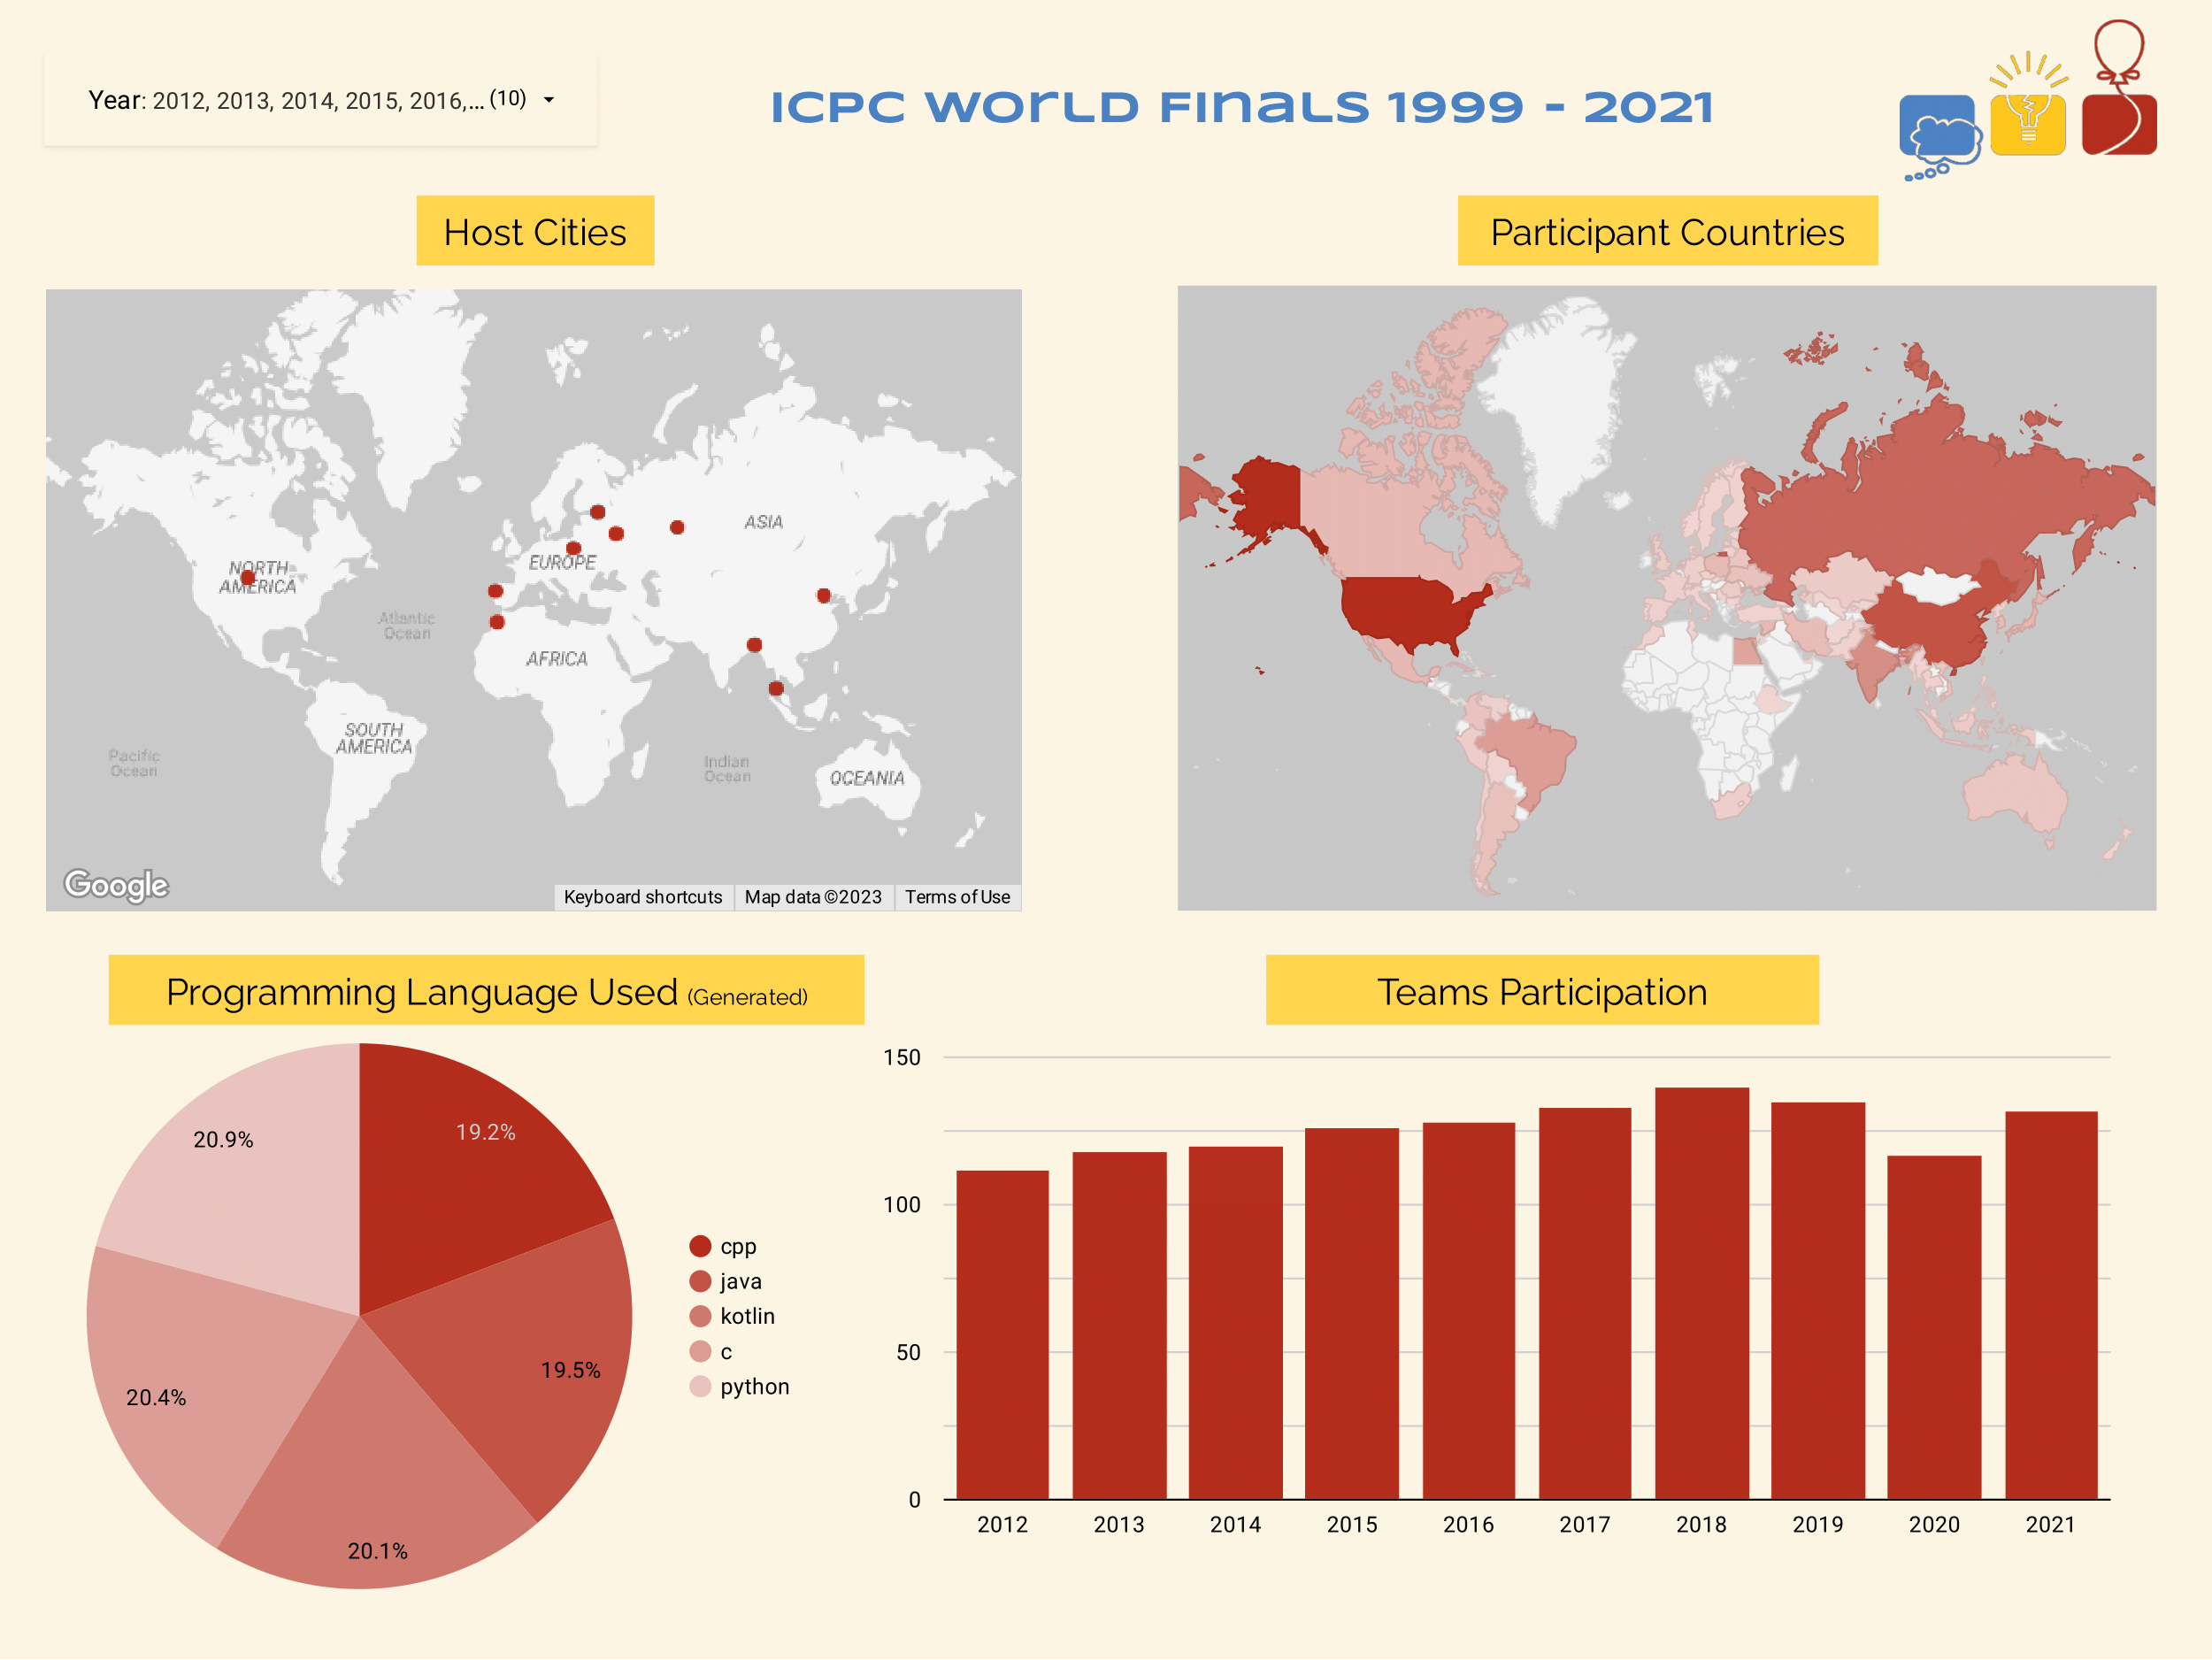 Year: 2012, 2013, 2014, 2015, 2016,... (10)
ICPC World Finals 1999 - 2021
Host Cities
Participant Countries
NORTH
AMERICA
Atlantic
Ocean
EUROPE
ASIA
AFRICA
SOUTH
AMERICA
Pacific
Ocean
Indian
Ocean
OCEANIA
Google
Keyboard shortcuts
Map data ©2023
Terms of Use
Programming Language Used (Generated)
20.9%
19.2%
19.5%
20.4%
20.1%
cpp
java
kotlin
c
python
Teams Participation
150
100
50
0
2012 2013 2014 2015 2016 2017 2018 2019 2020 2021